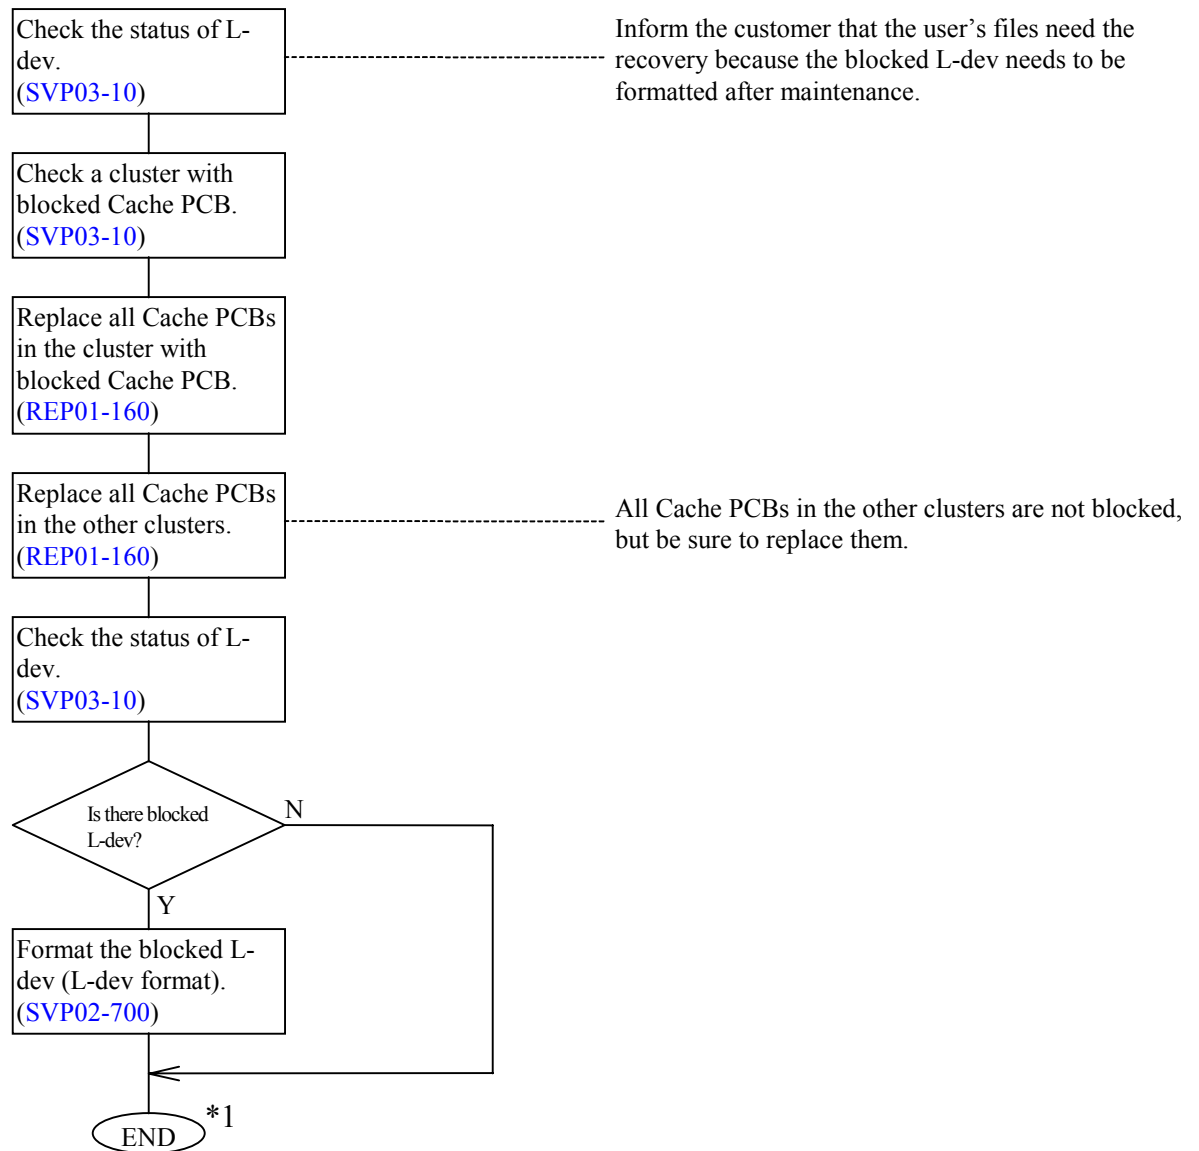 Check the status of L-
dev.
(SVP03-10)
Inform the customer that the user’s files need the
recovery because the blocked L-dev needs to be
formatted after maintenance.
Check a cluster with
blocked Cache PCB.
(SVP03-10)
Replace all Cache PCBs
in the cluster with
blocked Cache PCB.
(REP01-160)
Replace all Cache PCBs
in the other clusters.
(REP01-160)
All Cache PCBs in the other clusters are not blocked,
but be sure to replace them.
Check the status of L-
dev.
(SVP03-10)
Is there blocked
L-dev?
N
Y
Format the blocked L-
dev (L-dev format).
(SVP02-700)
END
*1